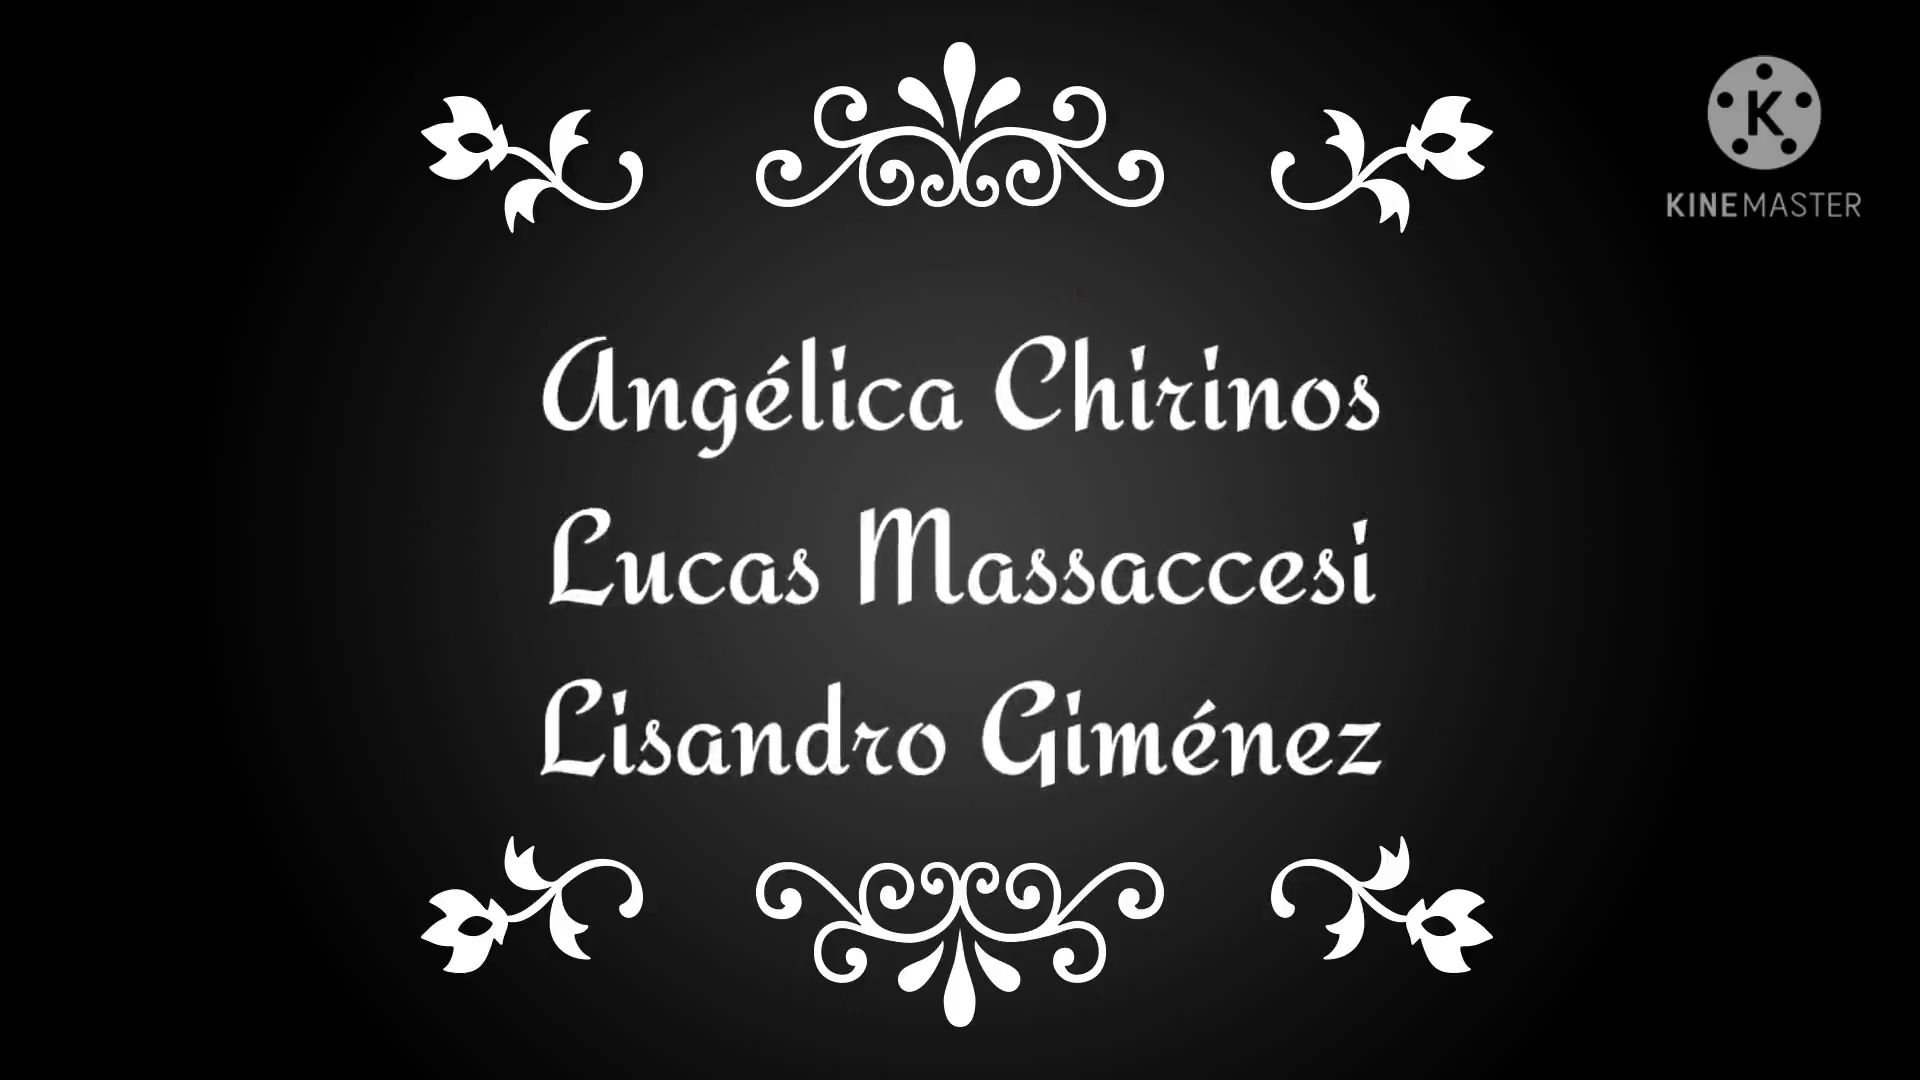 K
KINEMASTER
Angélica Chirinos
Lucas Massaccesi
Lisandro Giménez